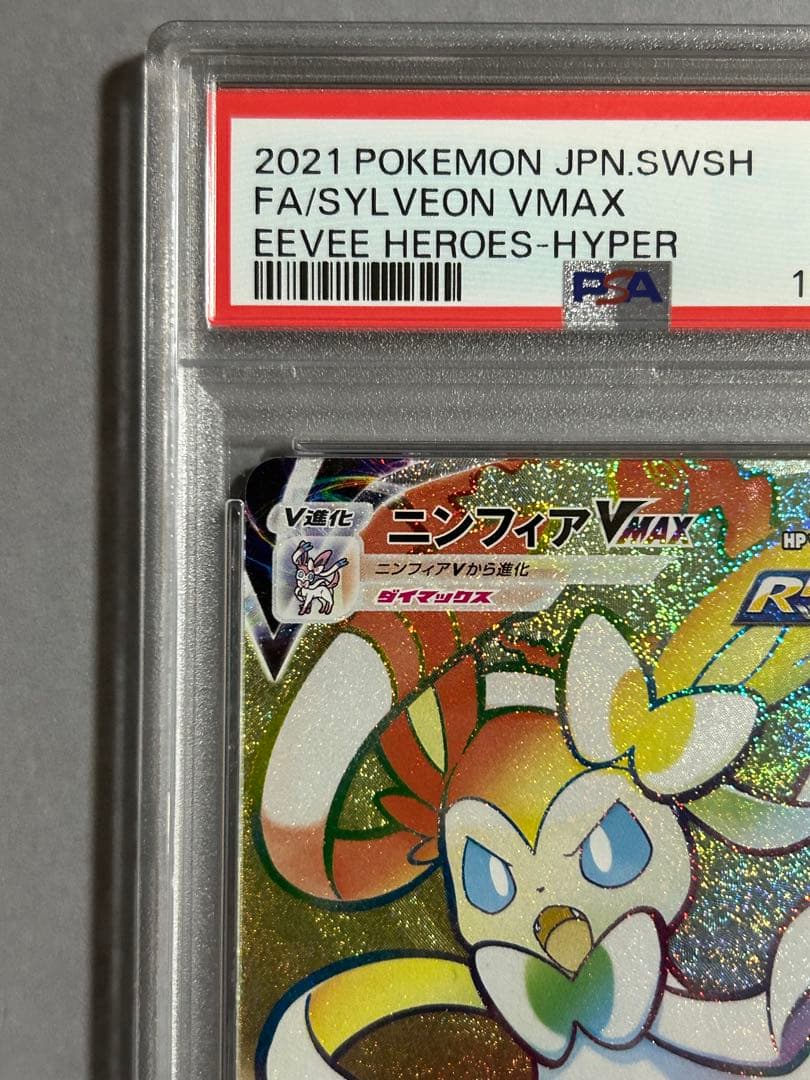 2021 POKEMON JPN.SWSH
FA/SYLVEON VMAX
EEVEE HEROES-HYPER
1
PSA
V進化
ニンフィアVMAX
HP
ニンフィアVから進化
ダイマックス